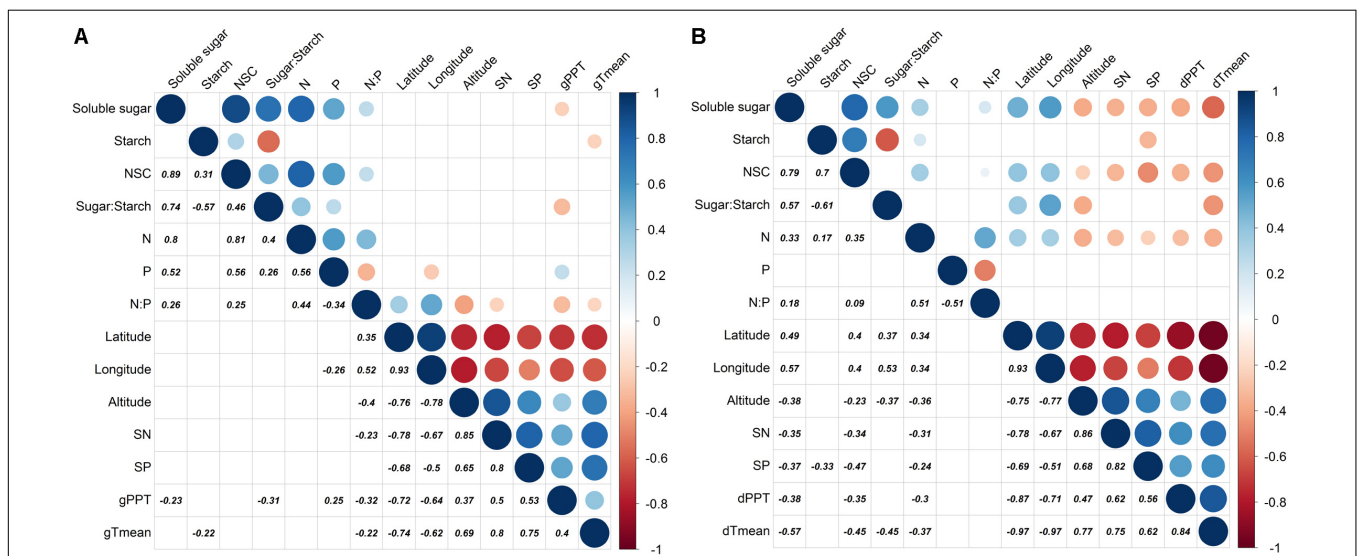 A
Soluble sugar Starch NSC Sugar:Starch N P N:P Latitude Longitude Altitude SN SP gPPT gTmean
Soluble sugar
Starch
NSC 0.89 0.31
Sugar:Starch 0.74 -0.57 0.46
N 0.8 0.81 0.4
P 0.52 0.56 0.26 0.56
N:P 0.26 0.25 0.44 -0.34
Latitude 0.35
Longitude -0.26 0.52 0.93
Altitude -0.4 -0.76 -0.78
SN -0.23 -0.78 -0.67 0.85
SP -0.68 -0.5 0.65 0.8
gPPT -0.23 -0.31 0.25 -0.32 -0.72 -0.64 0.37 0.5 0.53
gTmean -0.22 -0.22 -0.74 -0.62 0.69 0.8 0.75 0.4
1
0.8
0.6
0.4
0.2
0
-0.2
-0.4
-0.6
-0.8
-1
B
Soluble sugar Starch NSC Sugar:Starch N P N:P Latitude Longitude Altitude SN SP dPPT dTmean
Soluble sugar
Starch
NSC 0.79 0.7
Sugar:Starch 0.57 -0.61
N 0.33 0.17 0.35
P
N:P 0.18 0.09 0.51 -0.51
Latitude 0.49 0.4 0.37 0.34
Longitude 0.57 0.4 0.53 0.34 0.93
Altitude -0.38 -0.23 -0.37 -0.36 -0.75 -0.77
SN -0.35 -0.34 -0.31 -0.78 -0.67 0.86
SP -0.37 -0.33 -0.47 -0.24 -0.69 -0.51 0.68 0.82
dPPT -0.38 -0.35 -0.3 -0.87 -0.71 0.47 0.62 0.56
dTmean -0.57 -0.45 -0.45 -0.37 -0.97 -0.97 0.77 0.75 0.62 0.84
1
0.8
0.6
0.4
0.2
0
-0.2
-0.4
-0.6
-0.8
-1